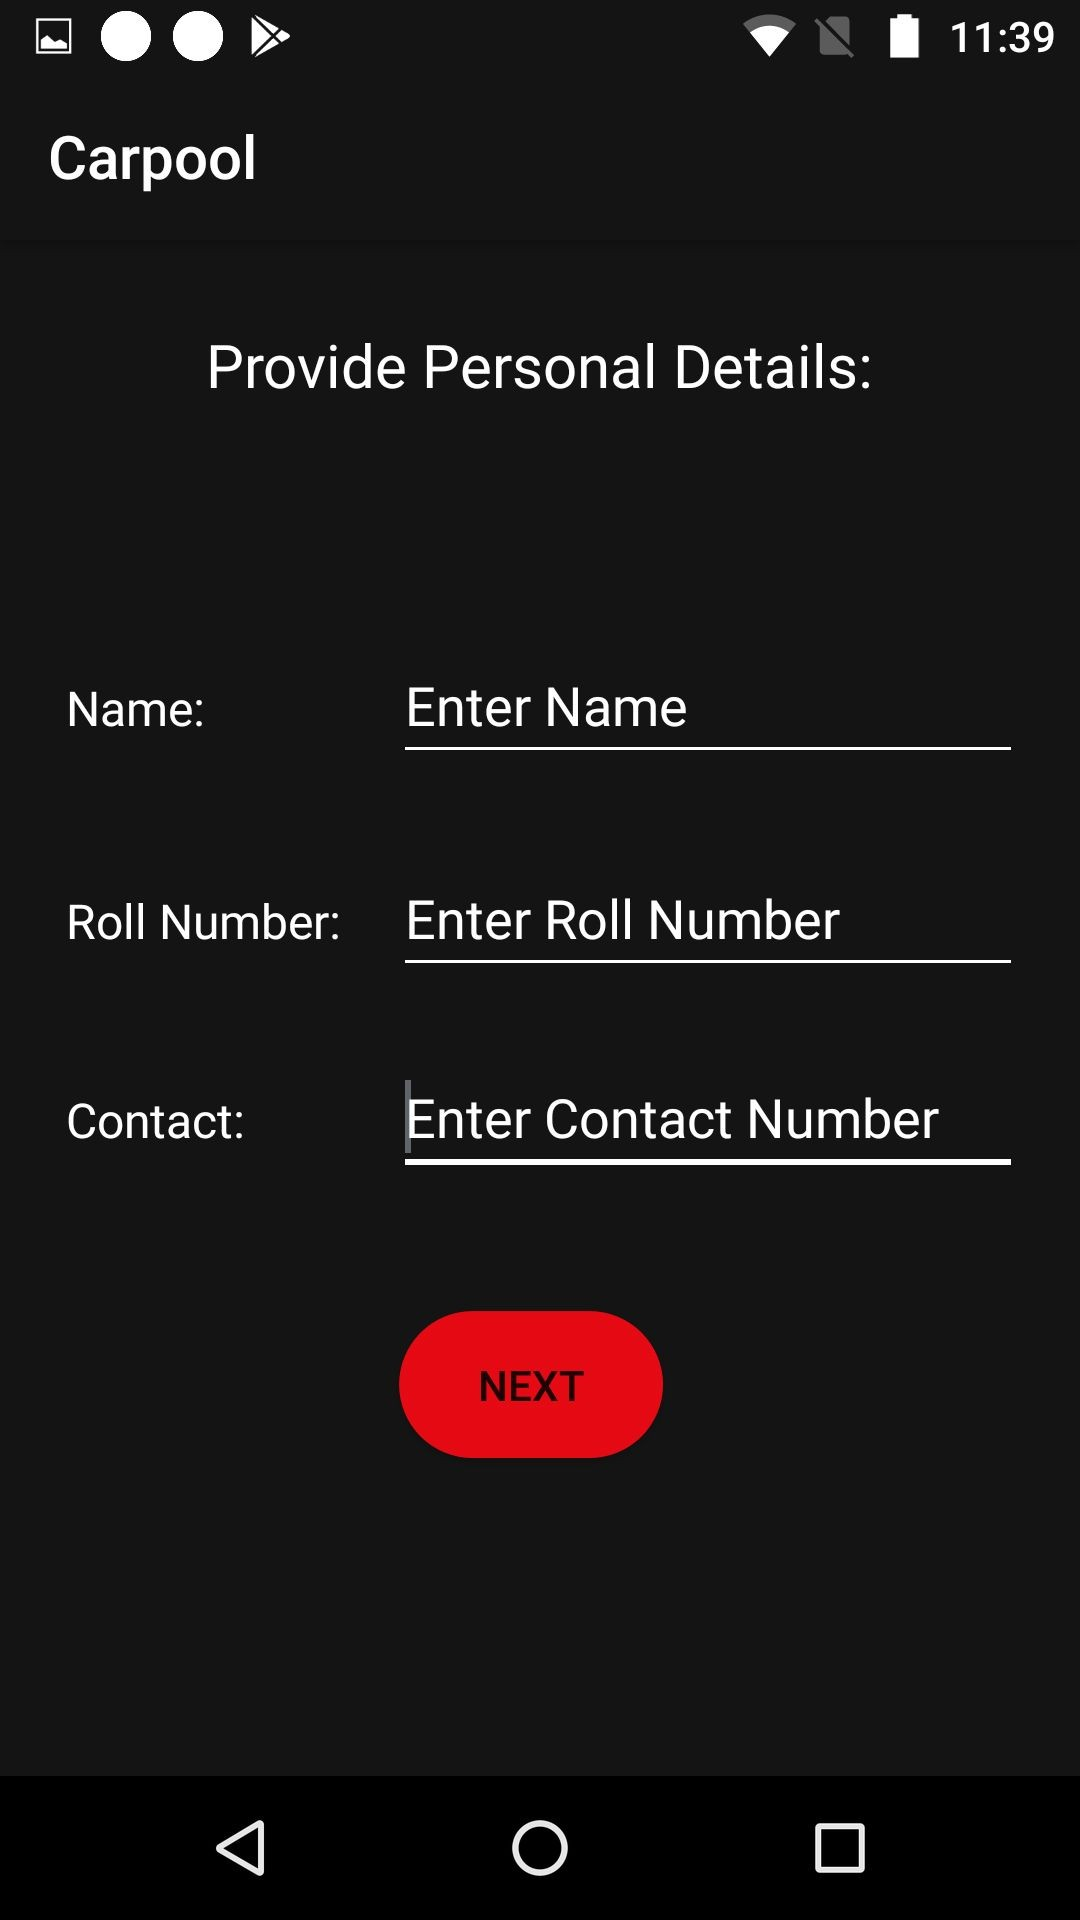 11:39
Carpool
Provide Personal Details:
Name: Enter Name
Roll Number: Enter Roll Number
Contact: Enter Contact Number
NEXT